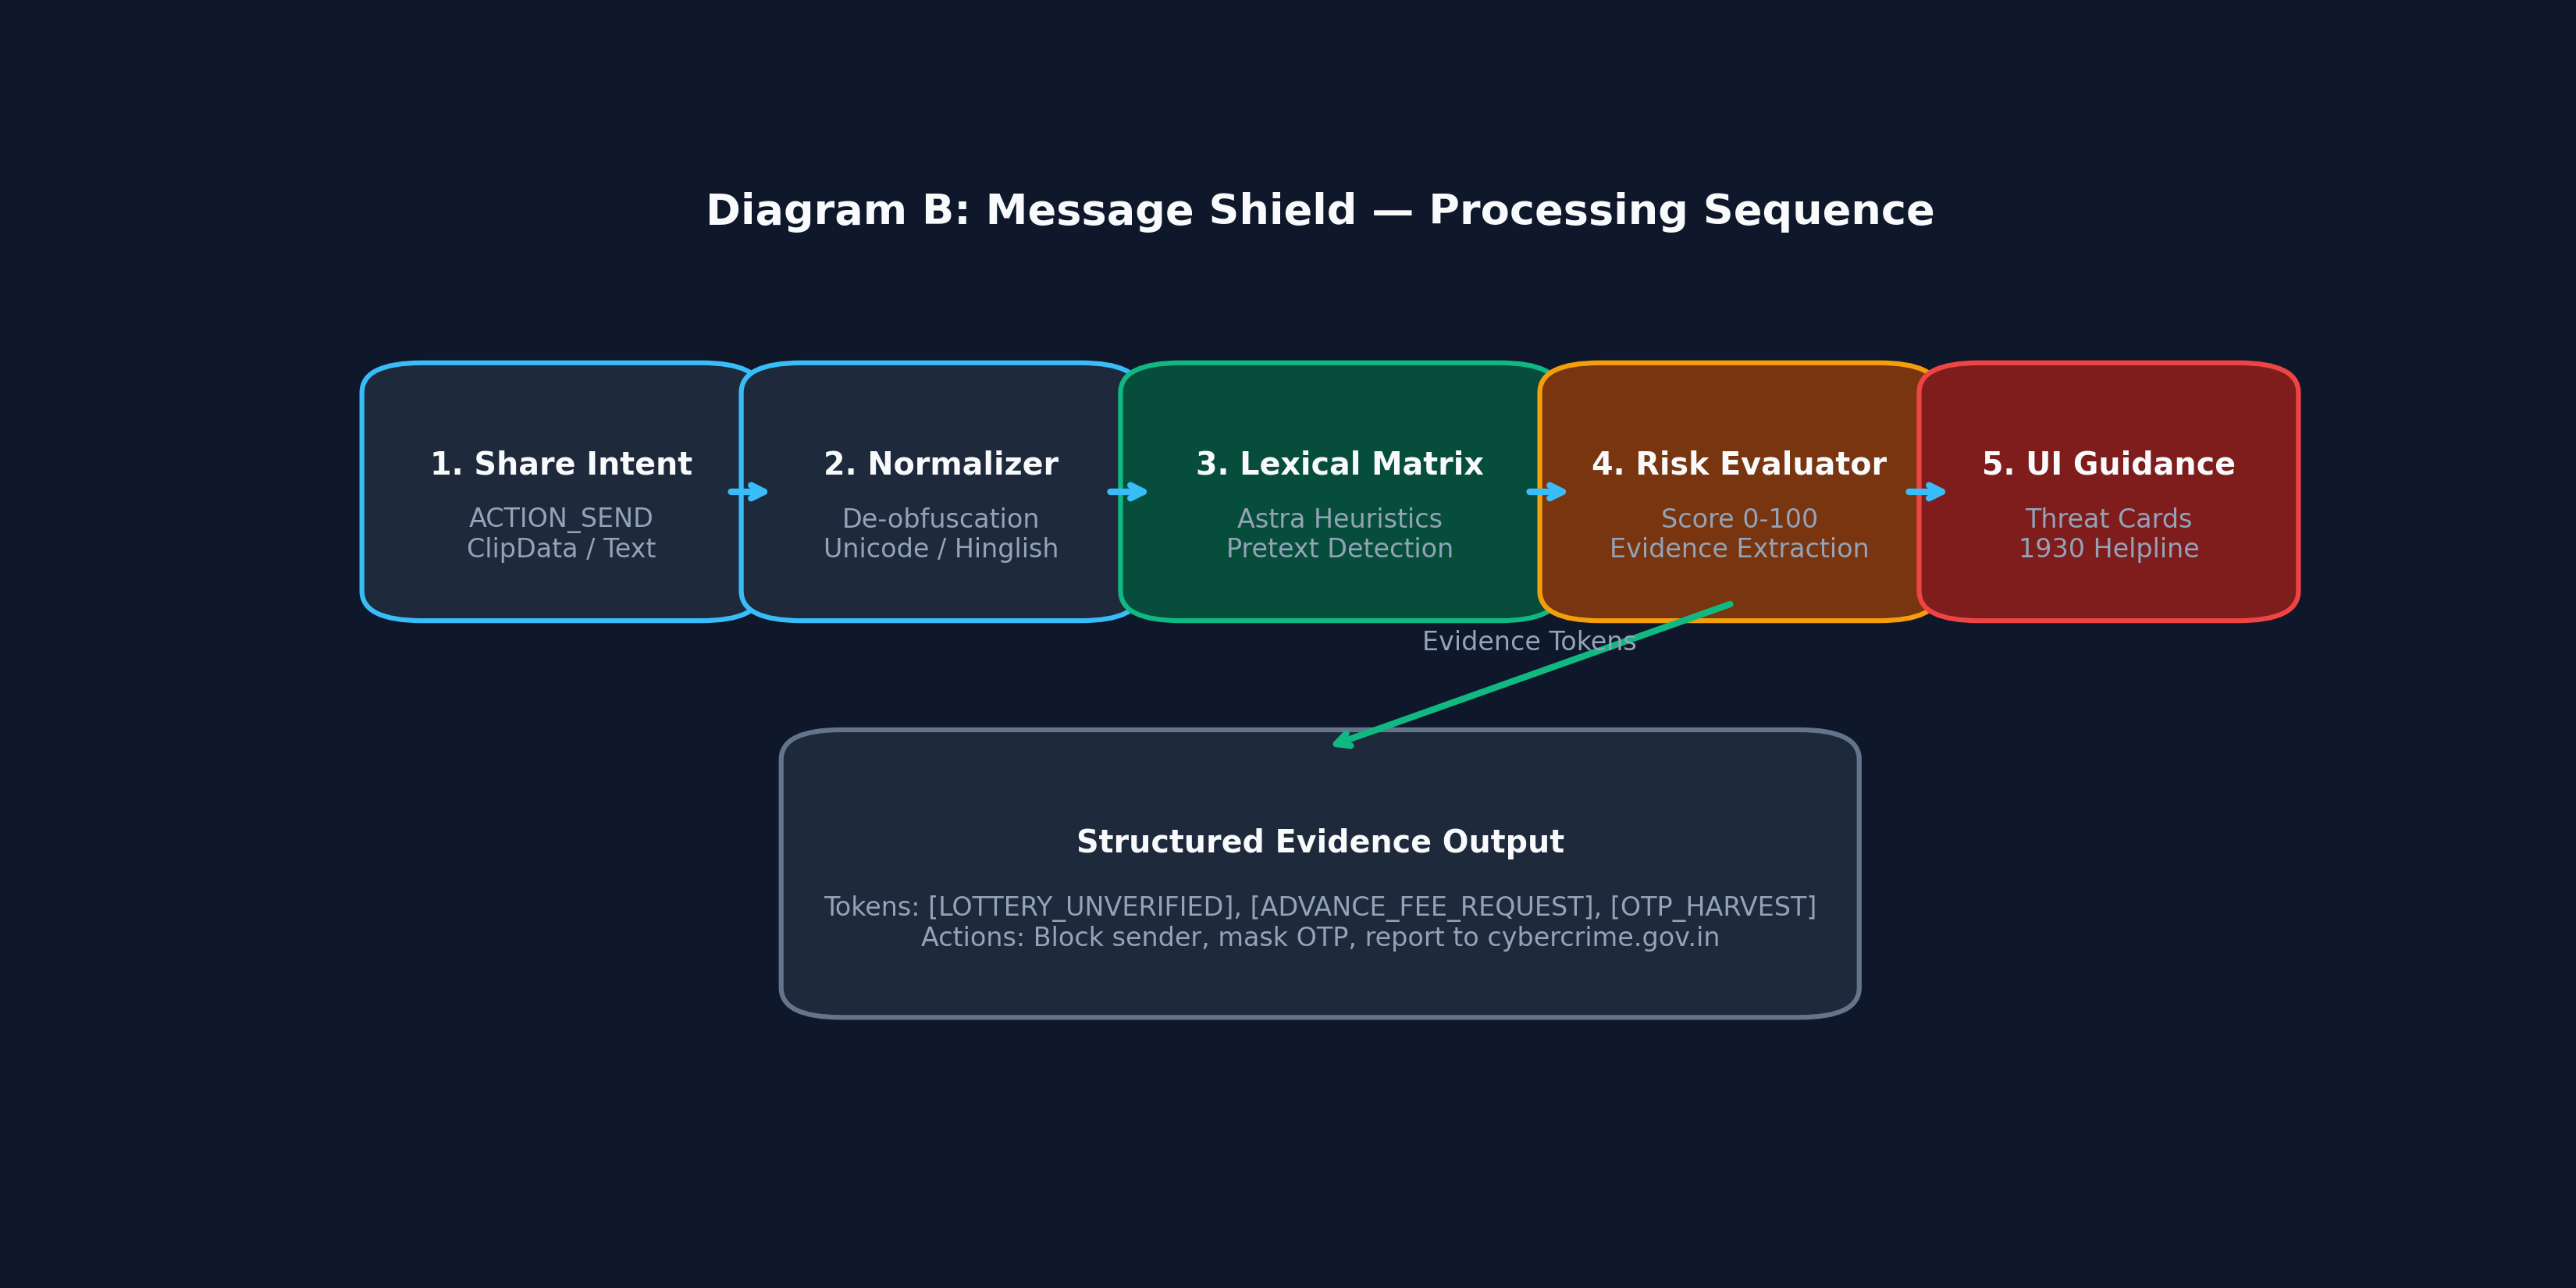 Diagram B: Message Shield — Processing Sequence
1. Share Intent
ACTION_SEND
ClipData / Text
2. Normalizer
De-obfuscation
Unicode / Hinglish
3. Lexical Matrix
Astra Heuristics
Pretext Detection
4. Risk Evaluator
Score 0-100
Evidence Extraction
5. UI Guidance
Threat Cards
1930 Helpline
Evidence Tokens
Structured Evidence Output
Tokens: [LOTTERY_UNVERIFIED], [ADVANCE_FEE_REQUEST], [OTP_HARVEST]
Actions: Block sender, mask OTP, report to cybercrime.gov.in